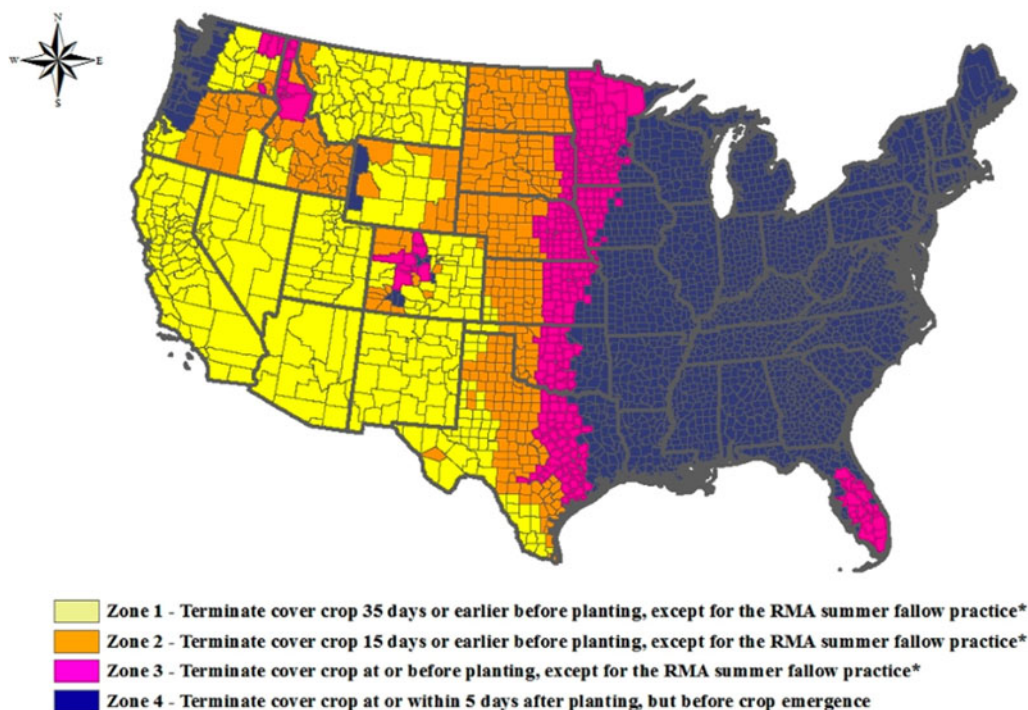 N
W E
S
Zone 1 - Terminate cover crop 35 days or earlier before planting, except for the RMA summer fallow practice*
Zone 2 - Terminate cover crop 15 days or earlier before planting, except for the RMA summer fallow practice*
Zone 3 - Terminate cover crop at or before planting, except for the RMA summer fallow practice*
Zone 4 - Terminate cover crop at or within 5 days after planting, but before crop emergence